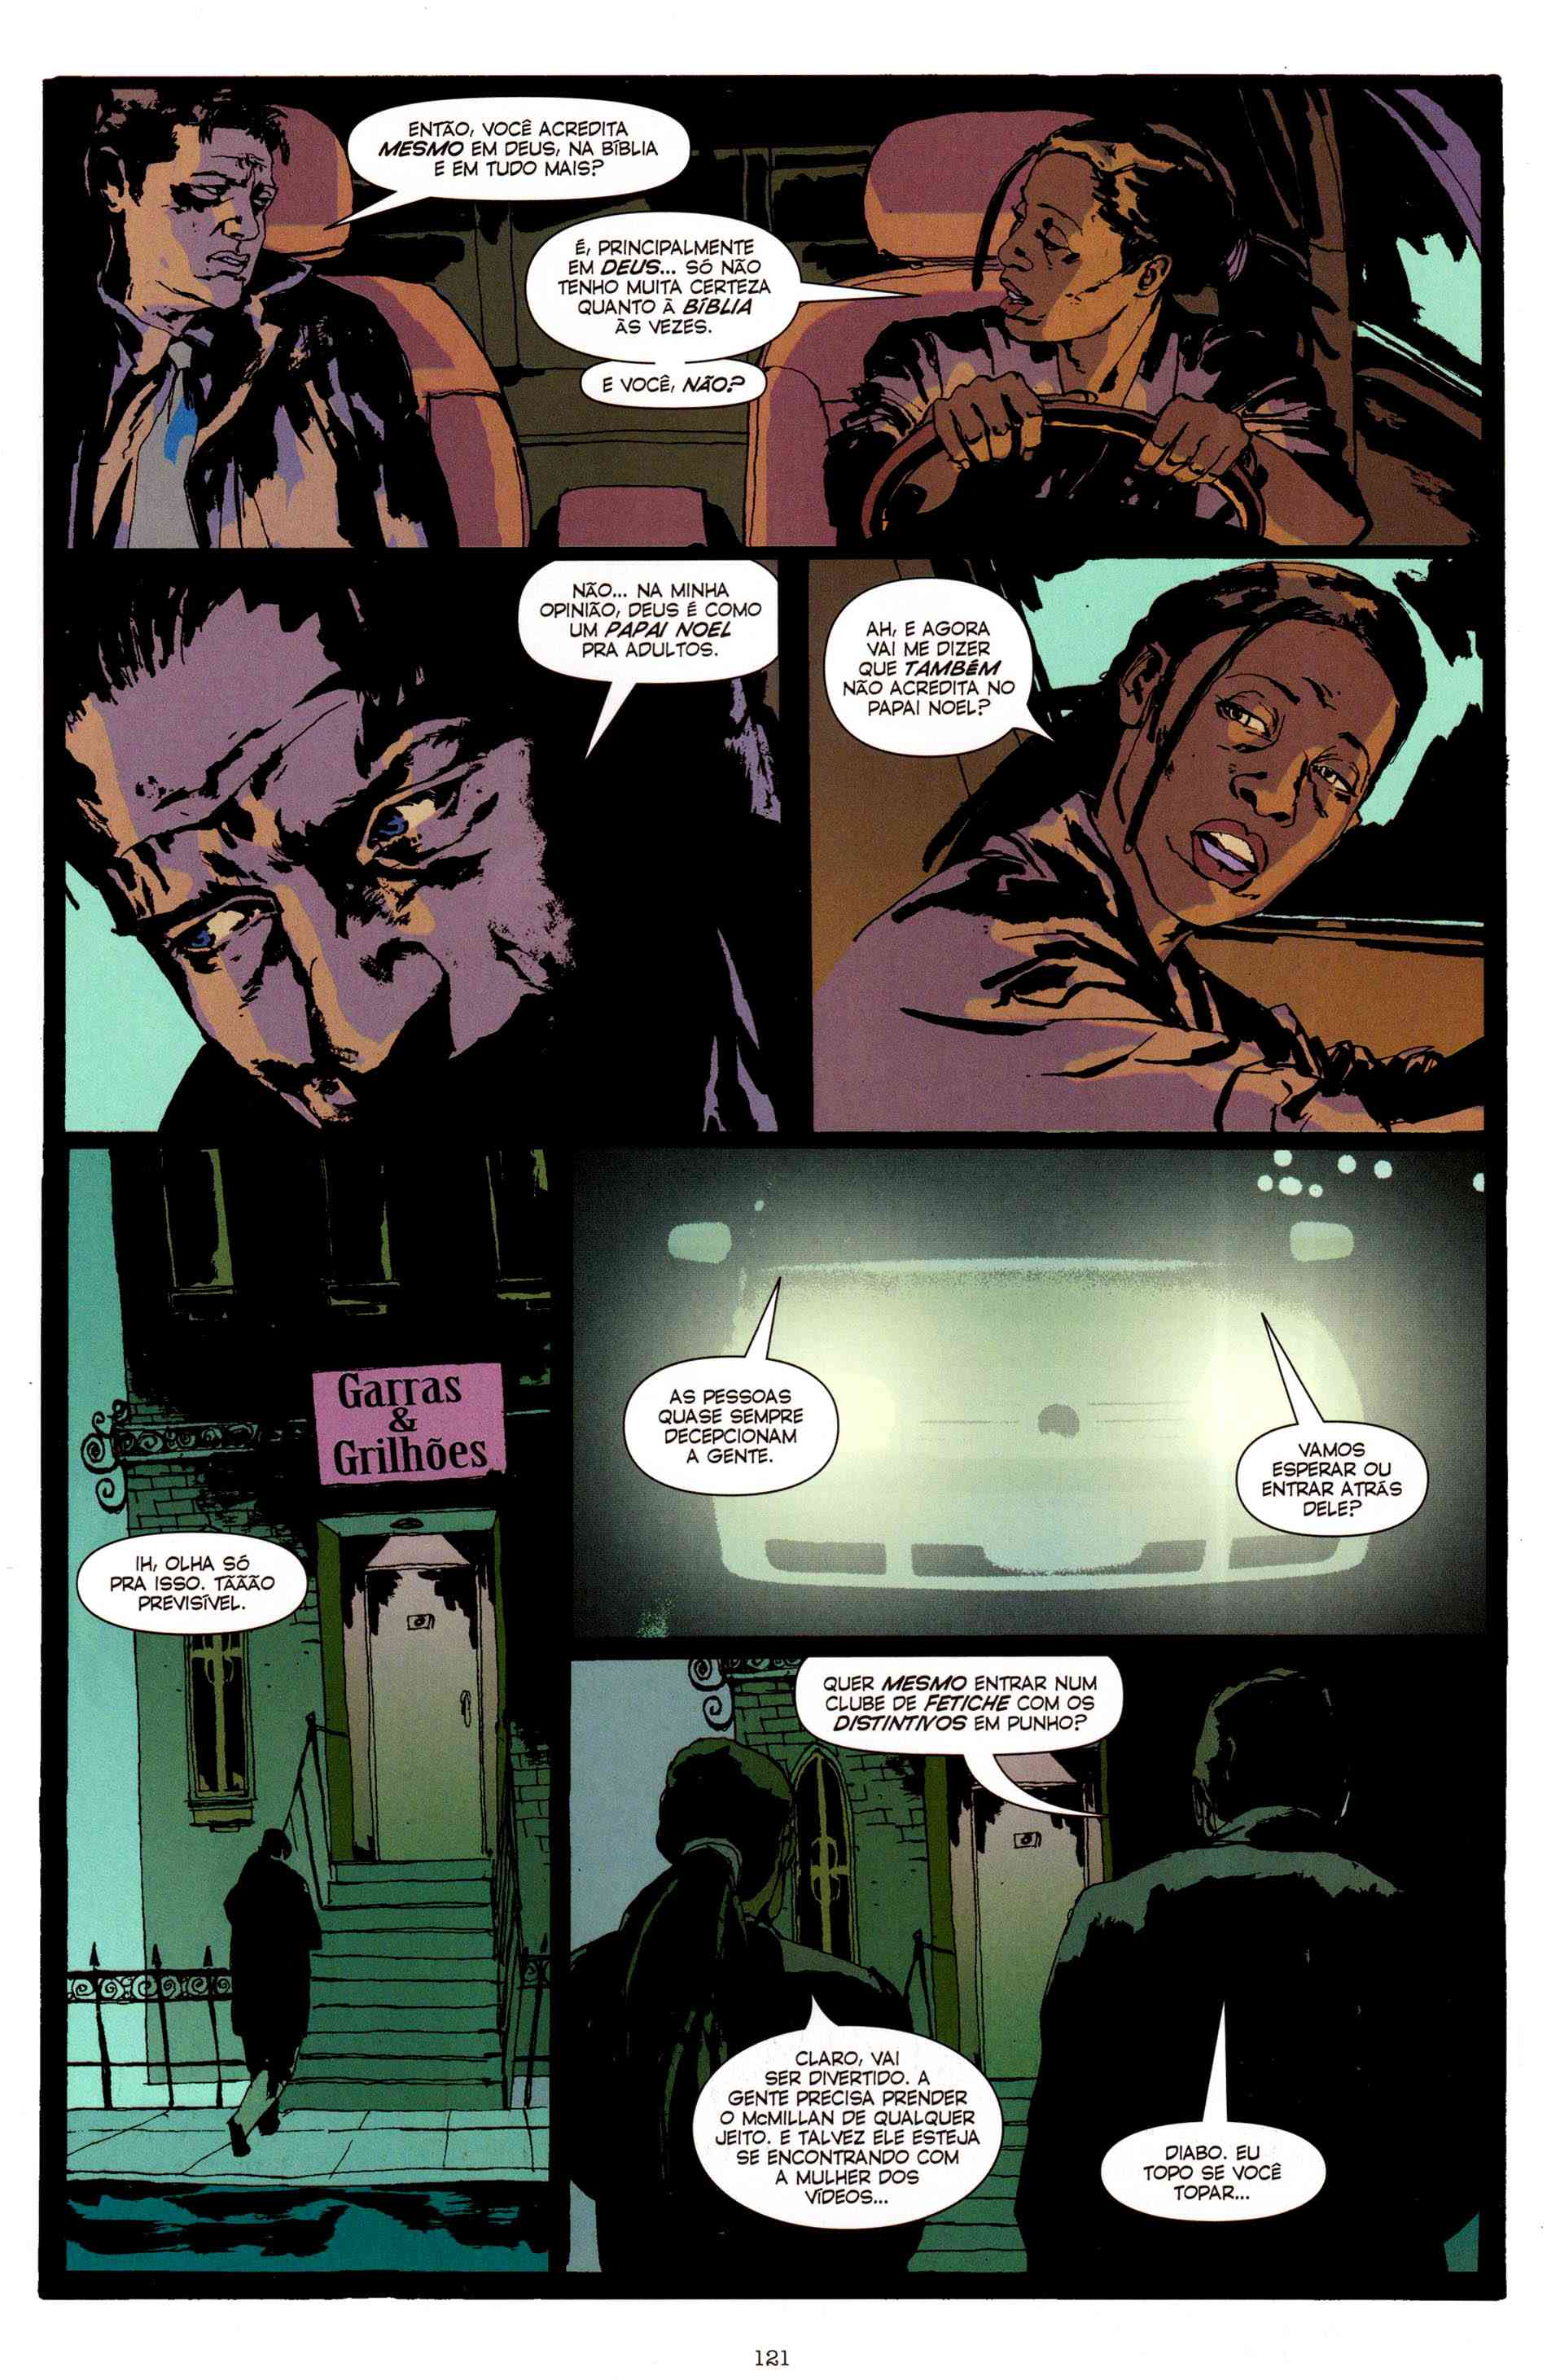 ENTÃO, VOCÊ ACREDITA
MESMO EM DEUS, NA BÍBLIA
E EM TUDO MAIS?
É, PRINCIPALMENTE
EM DEUS... SÓ NÃO
TENHO MUITA CERTEZA
QUANTO À BÍBLIA
ÀS VEZES.
E VOCÊ, NÃO?
NÃO... NA MINHA
OPINIÃO, DEUS É COMO
UM PAPAI NOEL
PRA ADULTOS.
AH, E AGORA
VAI ME DIZER
QUE TAMBÉM
NÃO ACREDITA NO
PAPAI NOEL?
Garras
&
Grilhões
IH, OLHA SÓ
PRA ISSO. TÃÃÃO
PREVISÍVEL.
AS PESSOAS
QUASE SEMPRE
DECEPCIONAM
A GENTE.
VAMOS
ESPERAR OU
ENTRAR ATRÁS
DELE?
QUER MESMO ENTRAR NUM
CLUBE DE FETICHE COM OS
DISTINTIVOS EM PUNHO?
CLARO, VAI
SER DIVERTIDO. A
GENTE PRECISA PRENDER
O McMILLAN DE QUALQUER
JEITO. E TALVEZ ELE ESTEJA
SE ENCONTRANDO COM
A MULHER DOS
VÍDEOS...
DIABO. EU
TOPO SE VOCÊ
TOPAR...
121